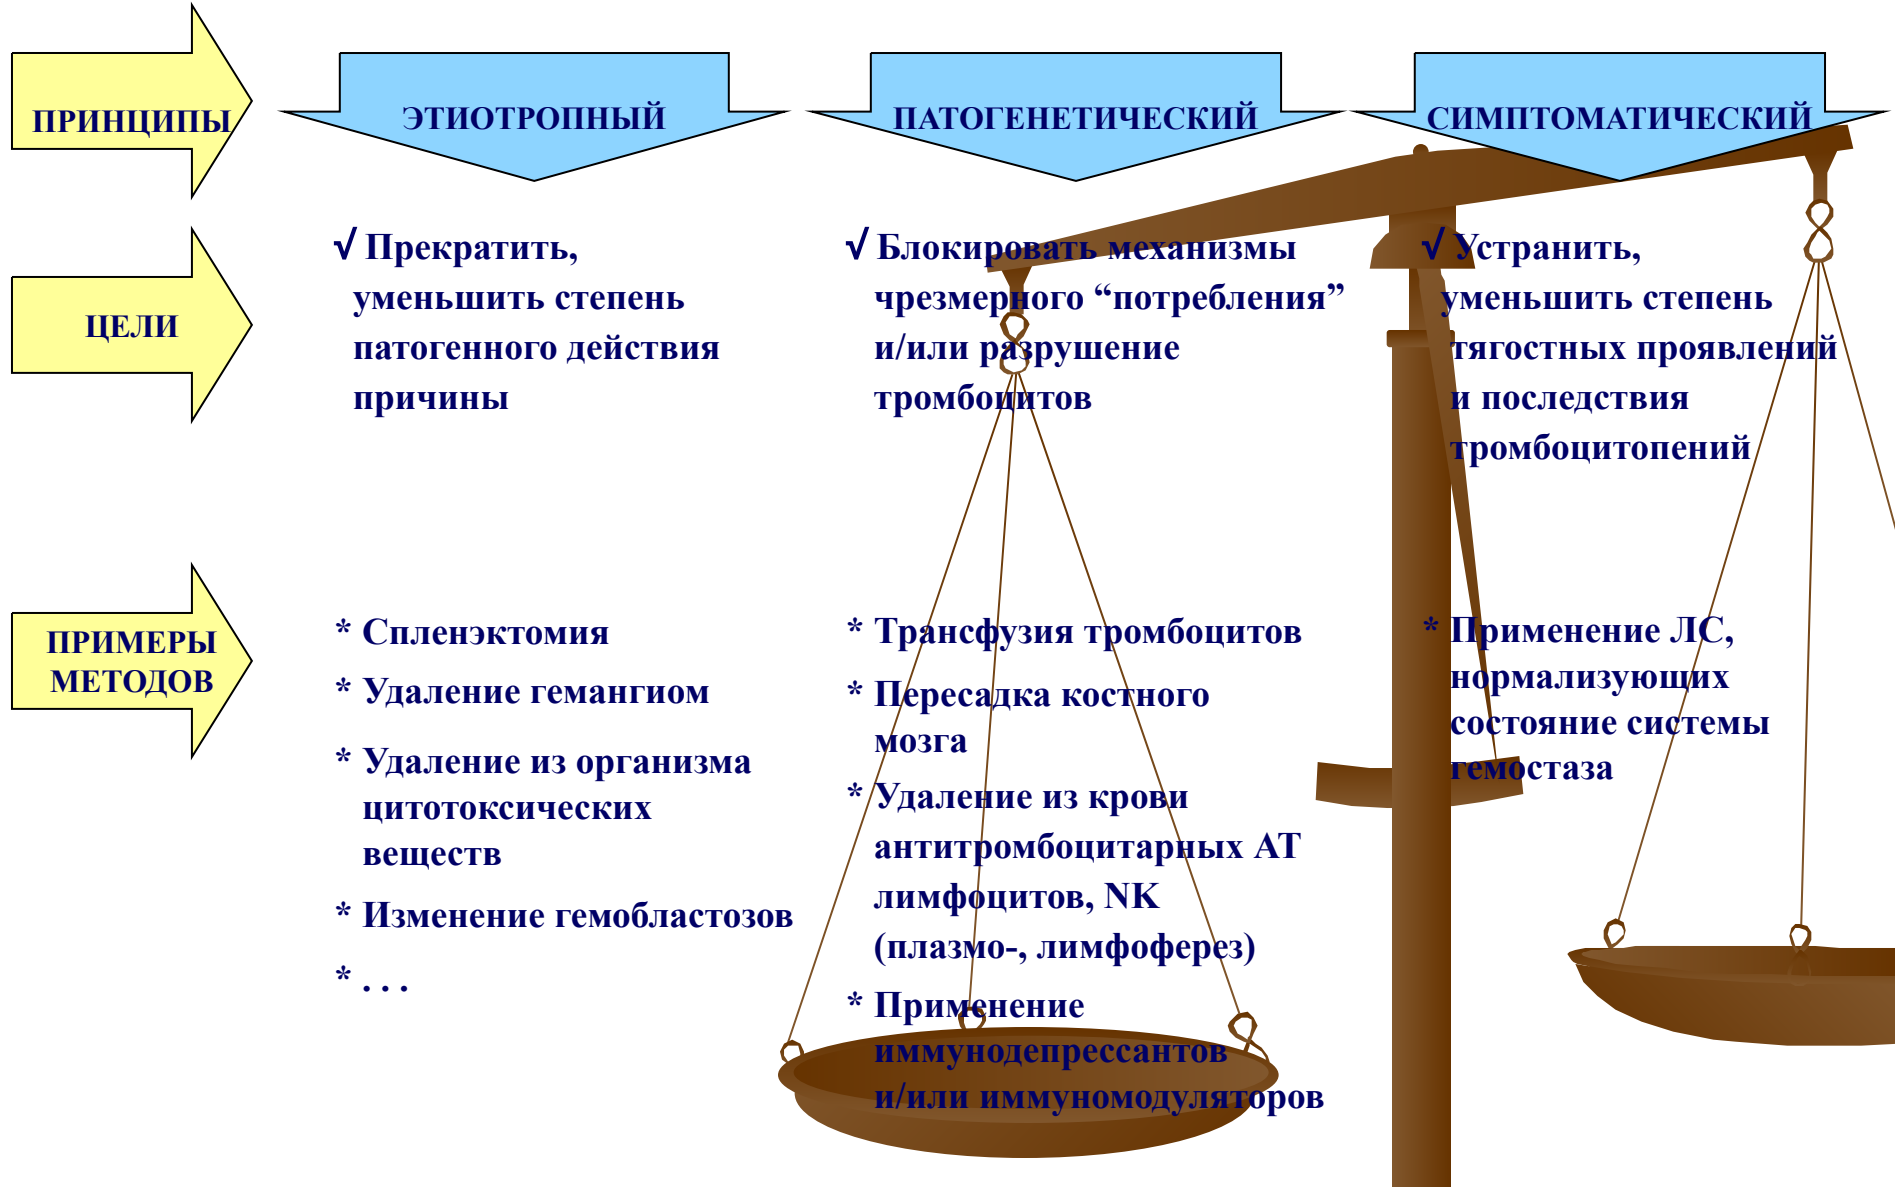 ПРИНЦИПЫ
ЭТИОТРОПНЫЙ
ПАТОГЕНЕТИЧЕСКИЙ
СИМПТОМАТИЧЕСКИЙ
ЦЕЛИ
√ Прекратить,
уменьшить степень
патогенного действия
причины
√ Блокировать механизмы
чрезмерного “потребления”
и/или разрушение
тромбоцитов
√ Устранить,
уменьшить степень
тягостных проявлений
и последствия
тромбоцитопений
ПРИМЕРЫ
МЕТОДОВ
* Спленэктомия
* Удаление гемангиом
* Удаление из организма
цитотоксических
веществ
* Изменение гемобластозов
* . . .
* Трансфузия тромбоцитов
* Пересадка костного
мозга
* Удаление из крови
антитромбоцитарных АТ
лимфоцитов, NK
(плазмо-, лимфоферез)
* Применение
иммунодепрессантов
и/или иммуномодуляторов
* Применение ЛС,
нормализующих
состояние системы
гемостаза